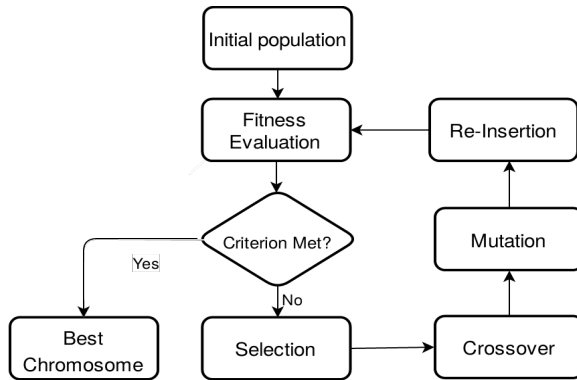 Initial population
Fitness
Evaluation
Re-Insertion
Criterion Met?
Mutation
Yes
No
Best
Chromosome
Selection
Crossover